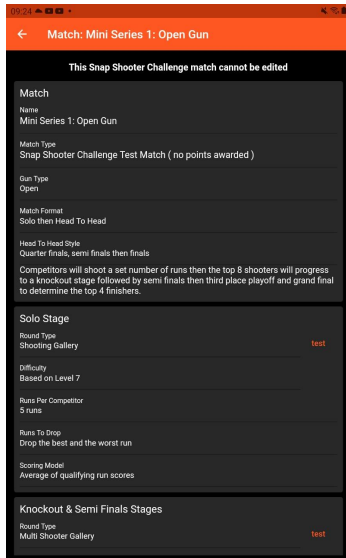 09:24
Match: Mini Series 1: Open Gun
This Snap Shooter Challenge match cannot be edited
Match
Name
Mini Series 1: Open Gun
Match Type
Snap Shooter Challenge Test Match ( no points awarded )
Gun Type
Open
Match Format
Solo then Head To Head
Head To Head Style
Quarter finals, semi finals then finals
Competitors will shoot a set number of runs then the top 8 shooters will progress
to a knockout stage followed by semi finals then third place playoff and grand final
to determine the top 4 finishers.
Solo Stage
Round Type
Shooting Gallery
test
Difficulty
Based on Level 7
Runs Per Competitor
5 runs
Runs To Drop
Drop the best and the worst run
Scoring Model
Average of qualifying run scores
Knockout & Semi Finals Stages
Round Type
Multi Shooter Gallery
test